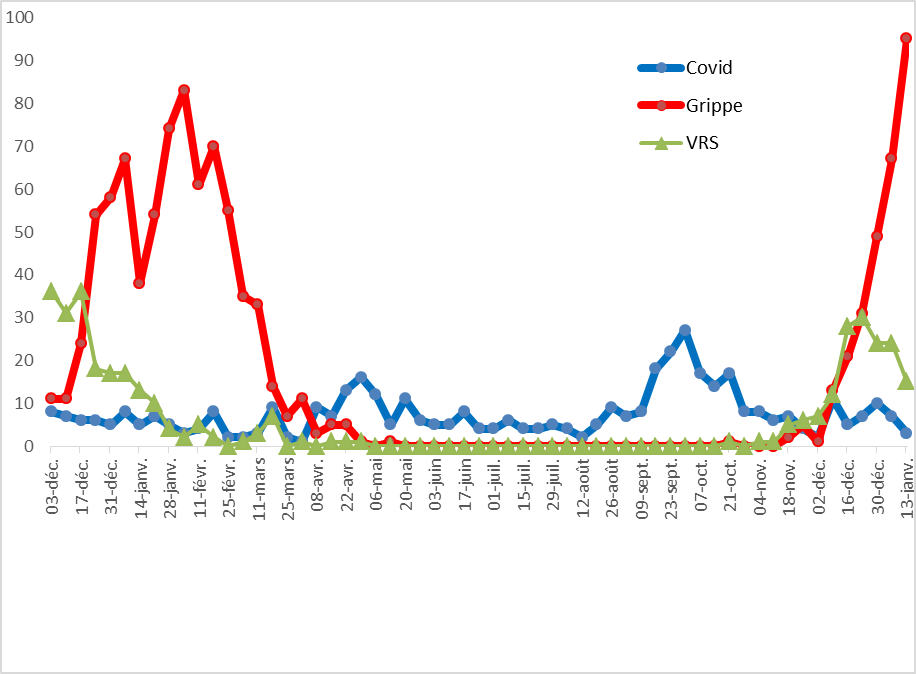 100
90
80
70
60
50
40
30
20
10
0
Covid
Grippe
VRS
03-déc.
17-déc.
31-déc.
14-janv.
28-janv.
11-févr.
25-févr.
11-mars
25-mars
08-avr.
22-avr.
06-mai
20-mai
03-juin
17-juin
01-juil.
15-juil.
29-juil.
12-août
26-août
09-sept.
23-sept.
07-oct.
21-oct.
04-nov.
18-nov.
02-déc.
16-déc.
30-déc.
13-janv.